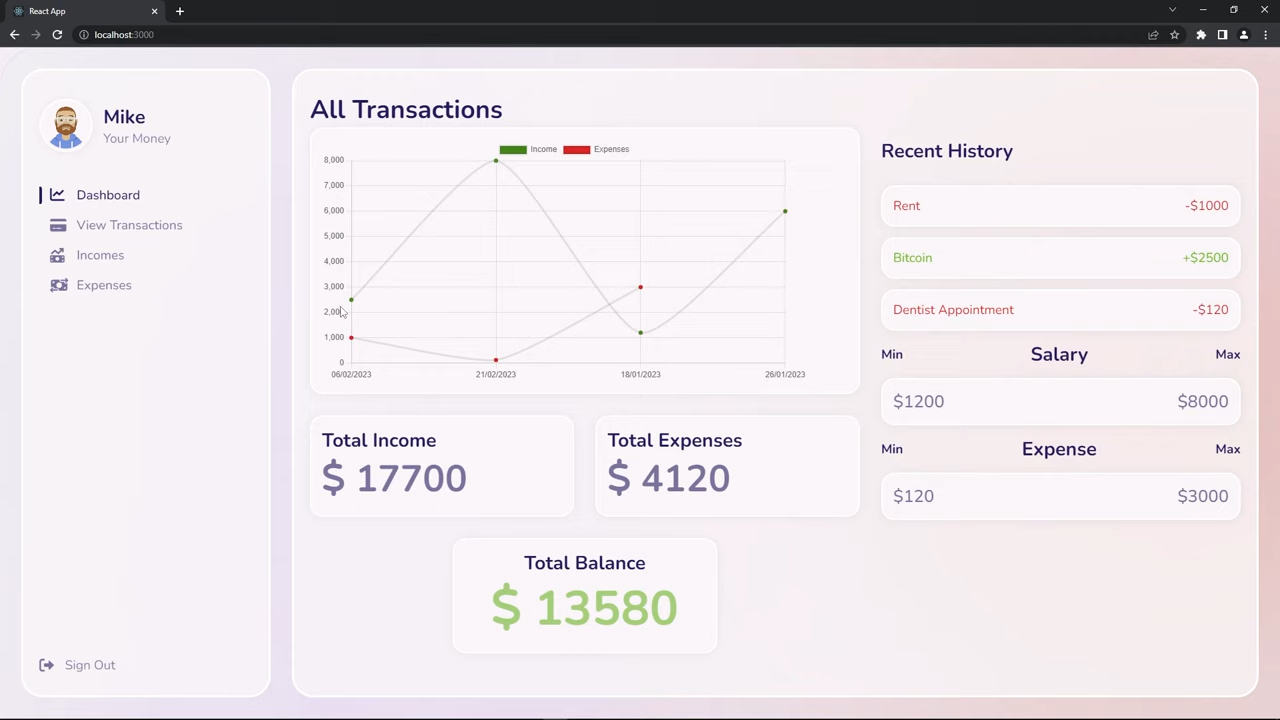 React App
localhost:3000
Mike
Your Money
Dashboard
View Transactions
Incomes
Expenses
Sign Out
All Transactions
Income
Expenses
8,000
7,000
6,000
5,000
4,000
3,000
2,000
1,000
0
06/02/2023
21/02/2023
18/01/2023
26/01/2023
Total Income
$ 17700
Total Expenses
$ 4120
Total Balance
$ 13580
Recent History
Rent -$1000
Bitcoin +$2500
Dentist Appointment -$120
Min Salary Max
$1200 $8000
Min Expense Max
$120 $3000